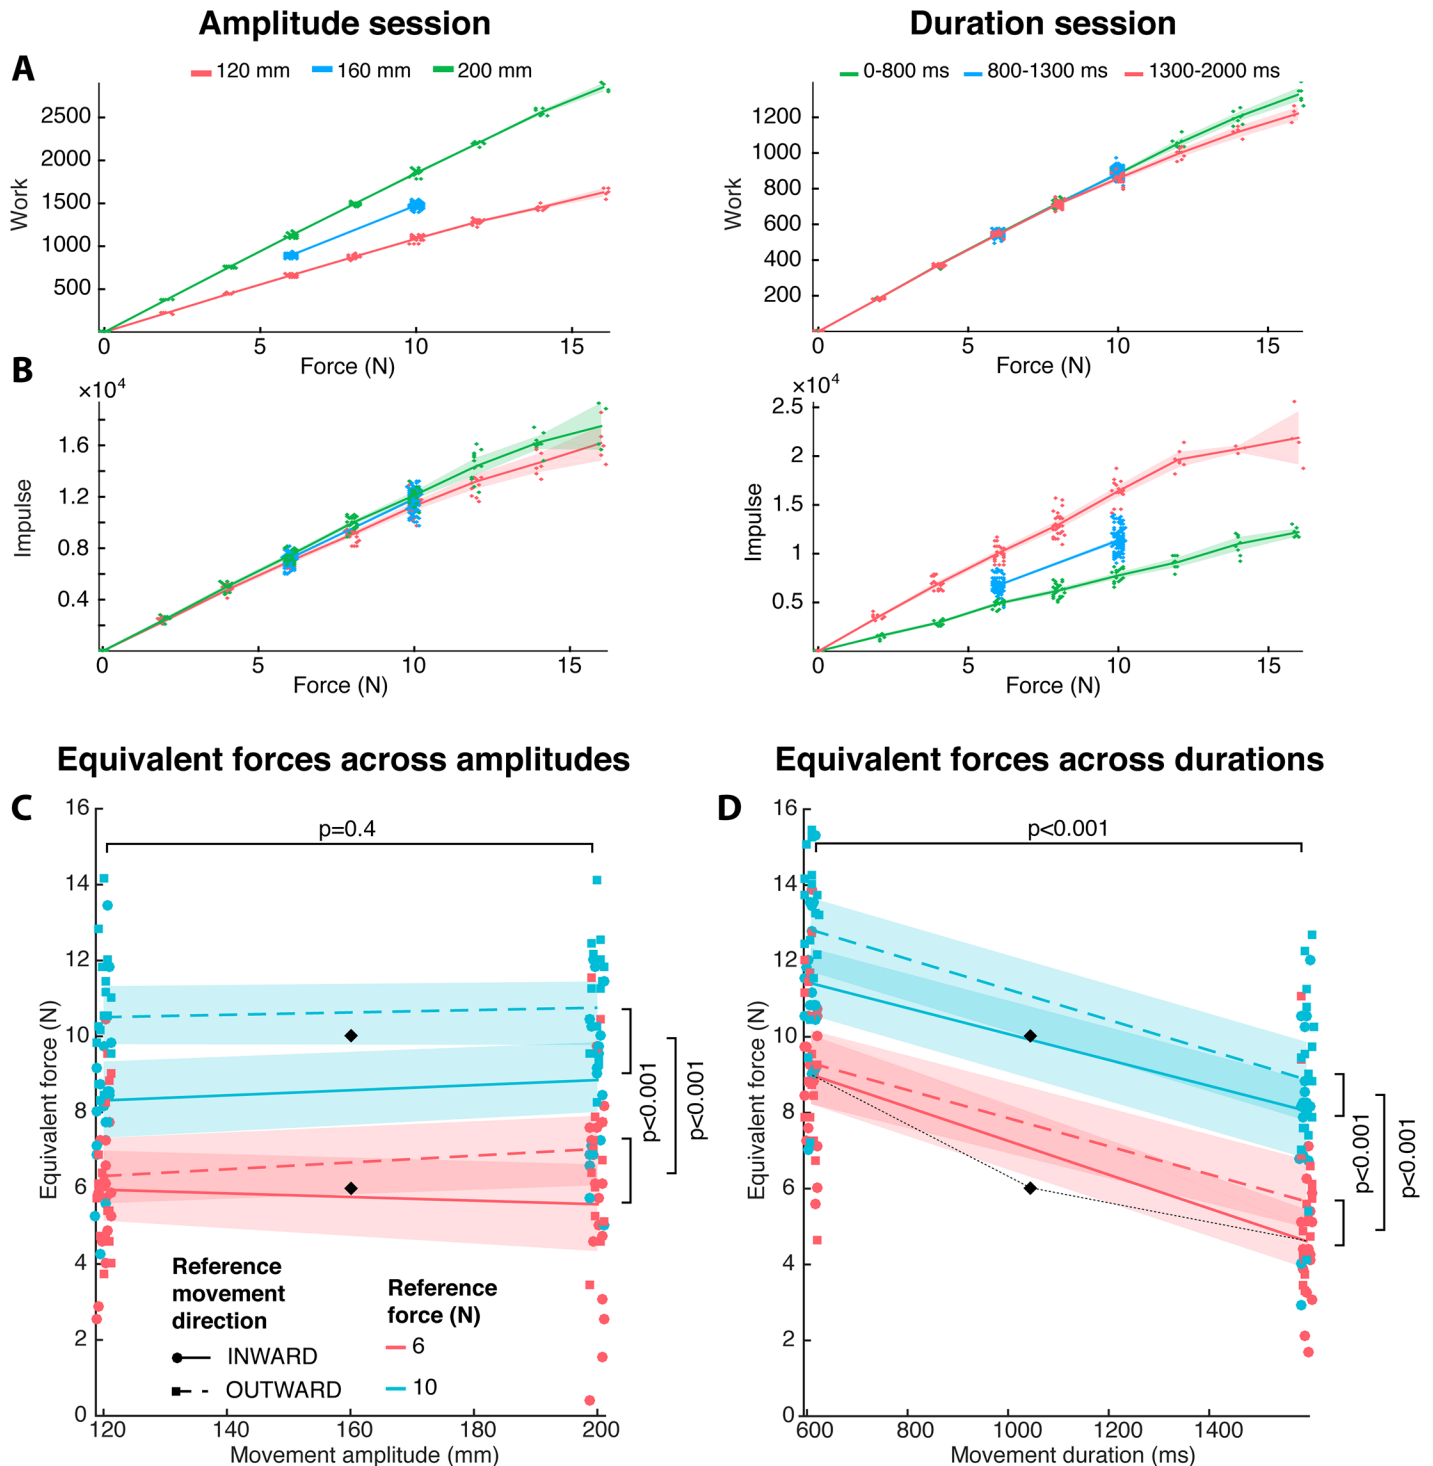 Amplitude session
Duration session
A
120 mm 160 mm 200 mm
0-800 ms 800-1300 ms 1300-2000 ms
2500
2000
1500
1000
500
Work
0 5 10 15
Force (N)
1200
1000
800
600
400
200
Work
0 5 10 15
Force (N)
B
×10⁴
1.6
1.2
0.8
0.4
Impulse
0 5 10 15
Force (N)
×10⁴
2.5
2
1.5
1
0.5
Impulse
0 5 10 15
Force (N)
Equivalent forces across amplitudes
Equivalent forces across durations
C
16
14
12
10
8
6
4
2
0
Equivalent force (N)
p=0.4
p<0.001
p<0.001
Reference
movement
direction
INWARD
OUTWARD
Reference
force (N)
6
10
120 140 160 180 200
Movement amplitude (mm)
D
16
14
12
10
8
6
4
2
0
Equivalent force (N)
p<0.001
p<0.001
p<0.001
600 800 1000 1200 1400
Movement duration (ms)